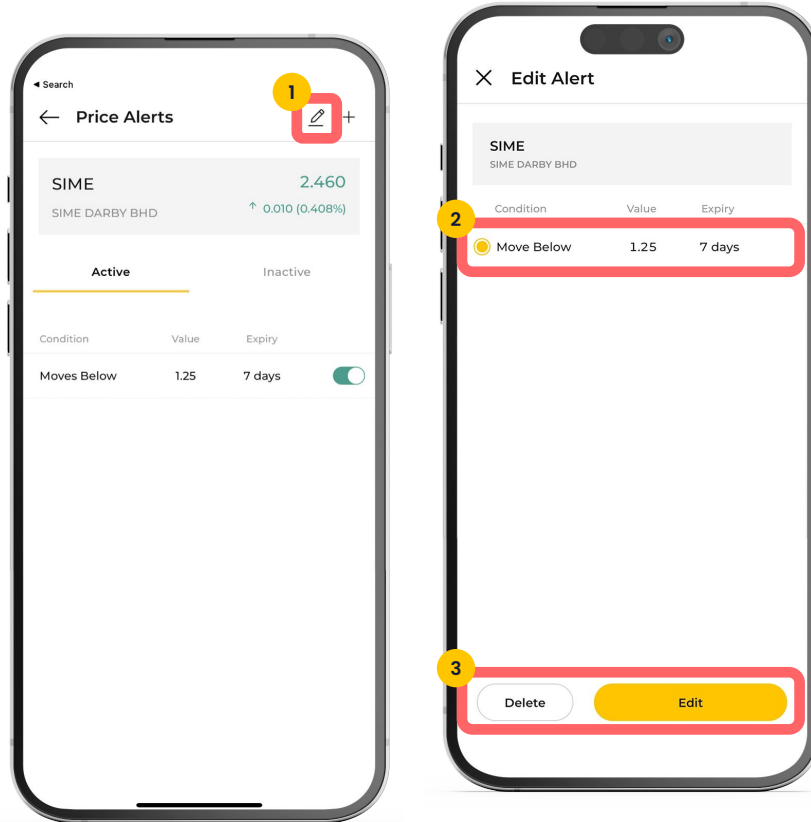 ◂ Search
1
← Price Alerts +
SIME 2.460
SIME DARBY BHD ↑ 0.010 (0.408%)
Active Inactive
Condition Value Expiry
Moves Below 1.25 7 days
X Edit Alert
SIME
SIME DARBY BHD
Condition Value Expiry
2
Move Below 1.25 7 days
3
Delete Edit